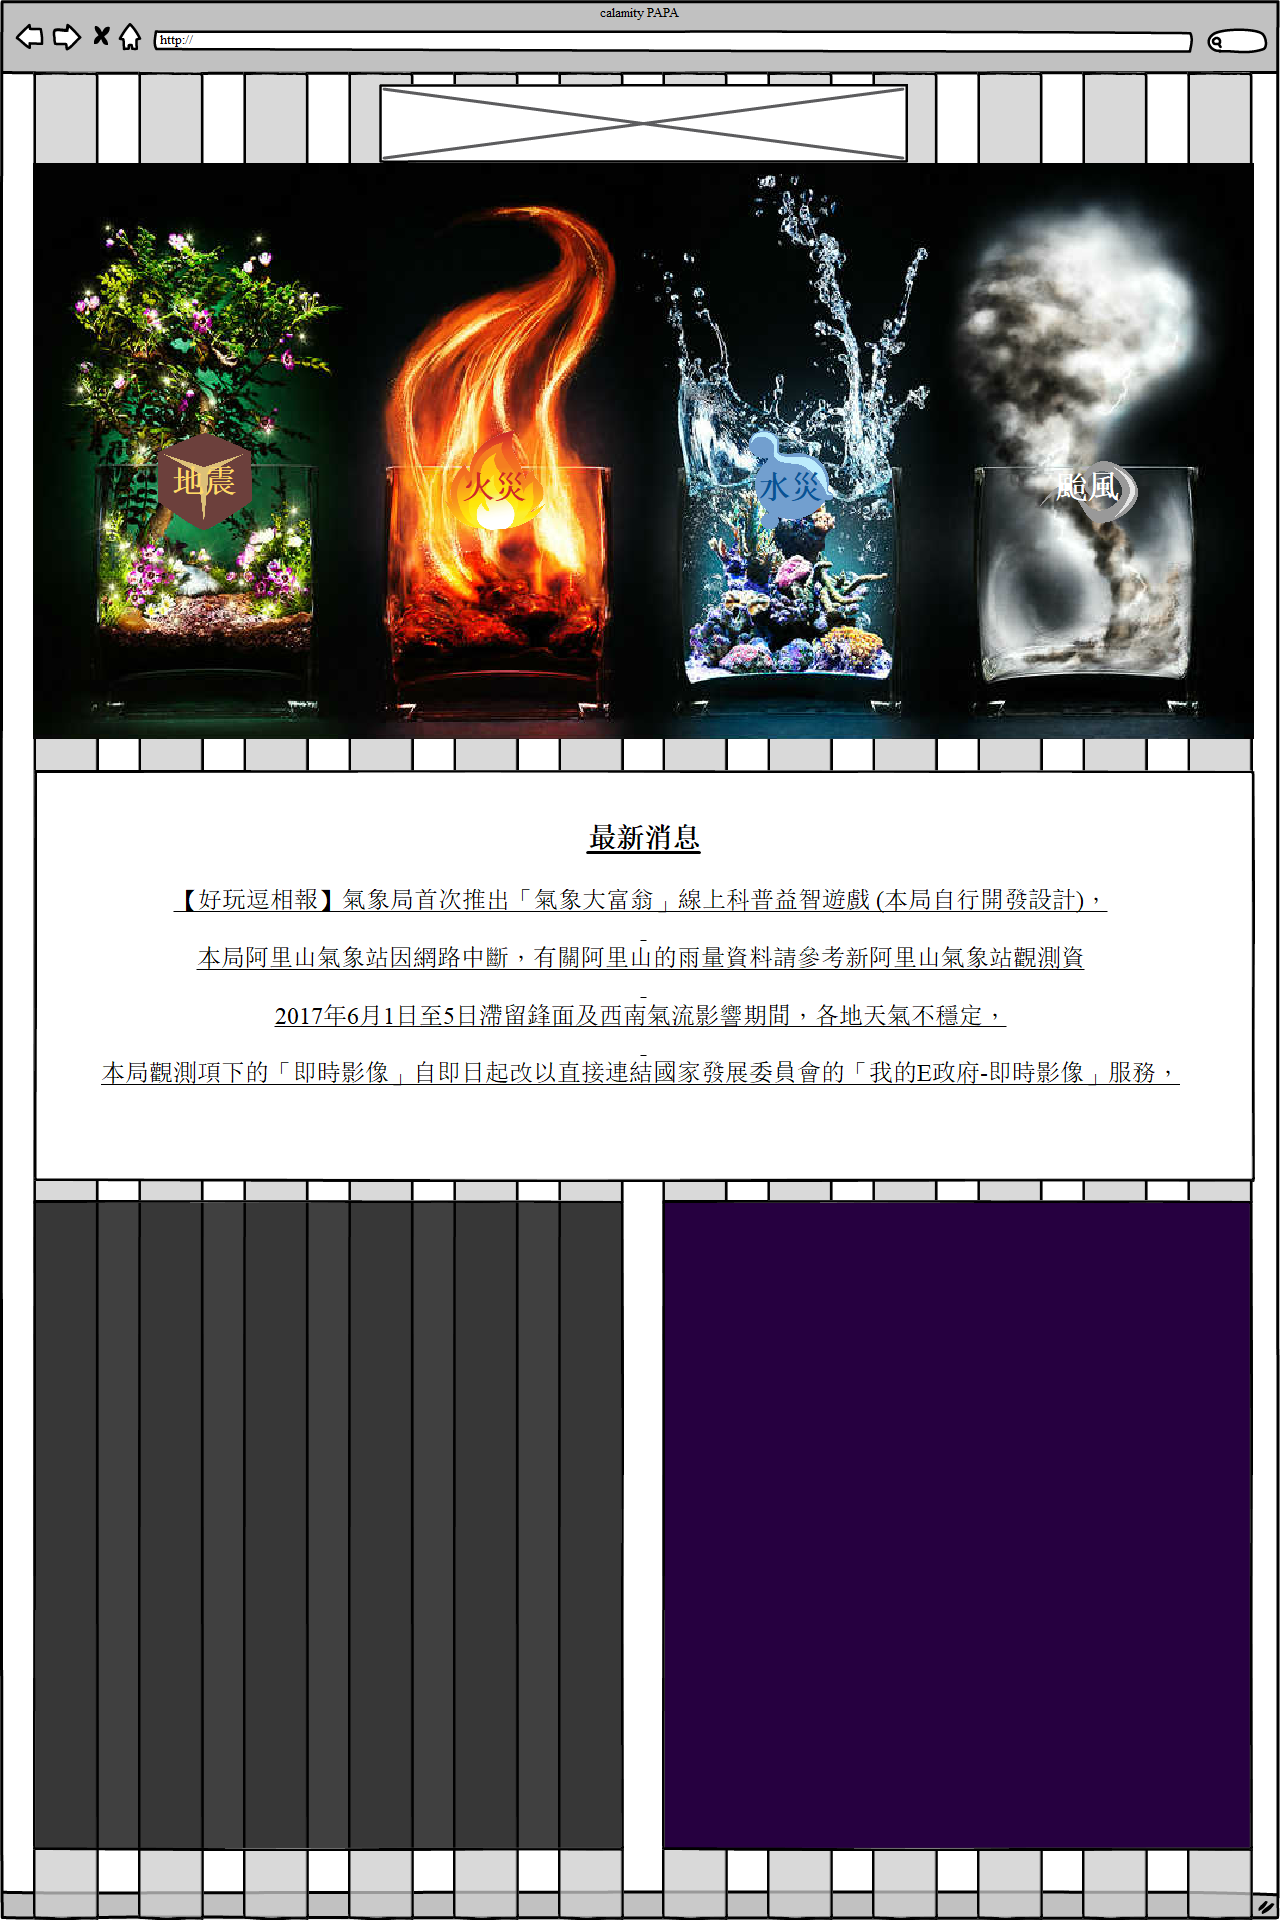 calamity PAPA
http://
地震
火災
水災
颱風
最新消息
【好玩逗相報】氣象局首次推出「氣象大富翁」線上科普益智遊戲 (本局自行開發設計)，
本局阿里山氣象站因網路中斷，有關阿里山的雨量資料請參考新阿里山氣象站觀測資
2017年6月1日至5日滯留鋒面及西南氣流影響期間，各地天氣不穩定，
本局觀測項下的「即時影像」自即日起改以直接連結國家發展委員會的「我的E政府-即時影像」服務，